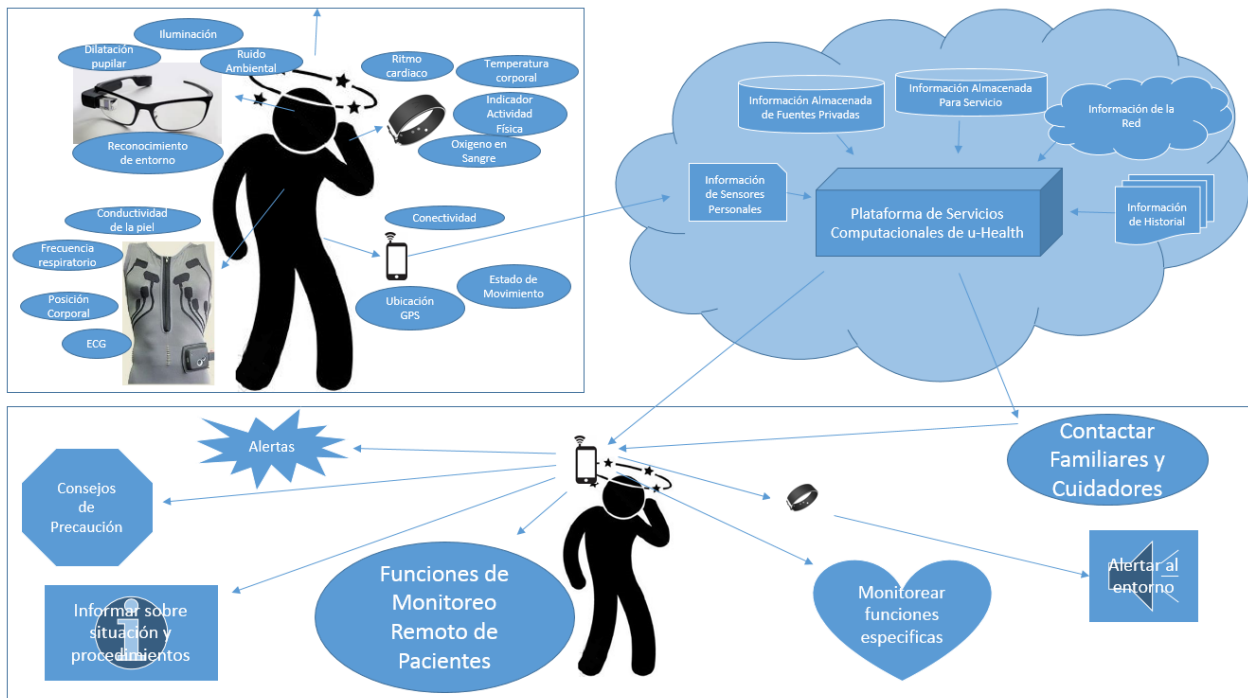 Iluminación
Dilatación
pupilar
Ruido
Ambiental
Reconocimiento
de entorno
Ritmo
cardiaco
Temperatura
corporal
Indicador
Actividad
Física
Oxigeno en
Sangre
Conductividad
de la piel
Frecuencia
respiratorio
Posición
Corporal
ECG
Conectividad
Ubicación
GPS
Estado de
Movimiento
Información Almacenada
de Fuentes Privadas
Información Almacenada
Para Servicio
Información de la
Red
Información
de Sensores
Personales
Plataforma de Servicios
Computacionales de u-Health
Información
de Historial
Alertas
Consejos
de
Precaución
Informar sobre
situación y
procedimientos
Funciones de
Monitoreo
Remoto de
Pacientes
Monitorear
funciones
especificas
Contactar
Familiares y
Cuidadores
Alertar al
entorno